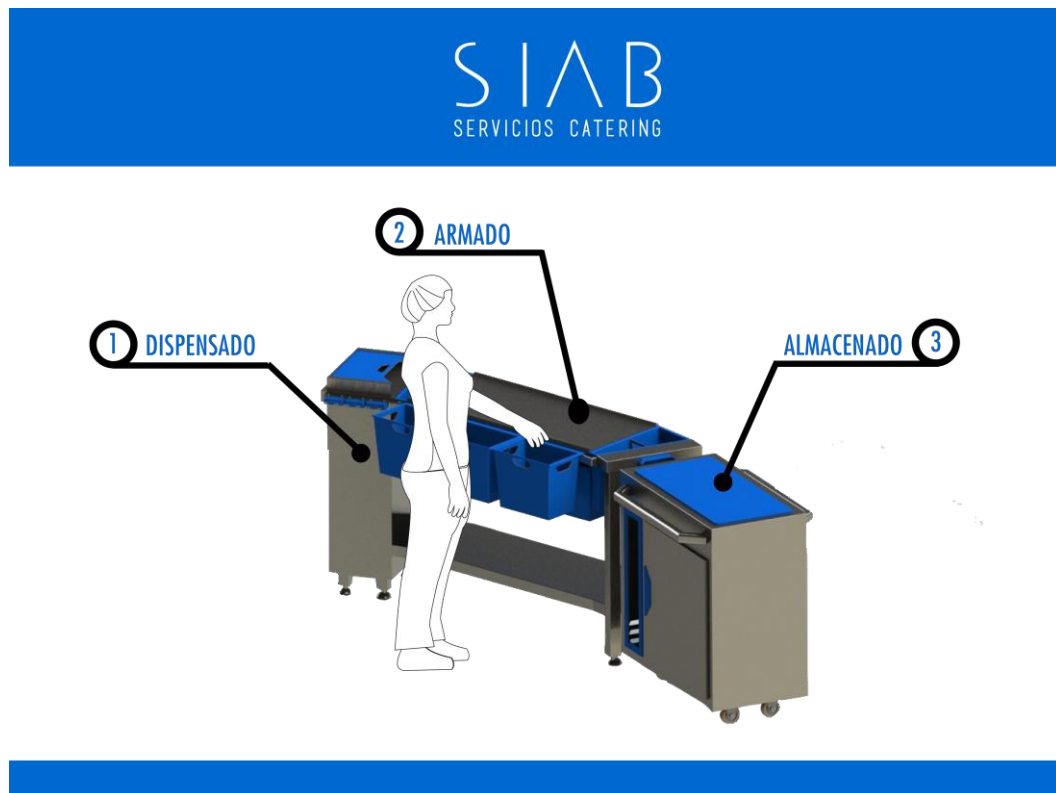 SIAB
SERVICIOS CATERING
2 ARMADO
1 DISPENSADO
ALMACENADO 3